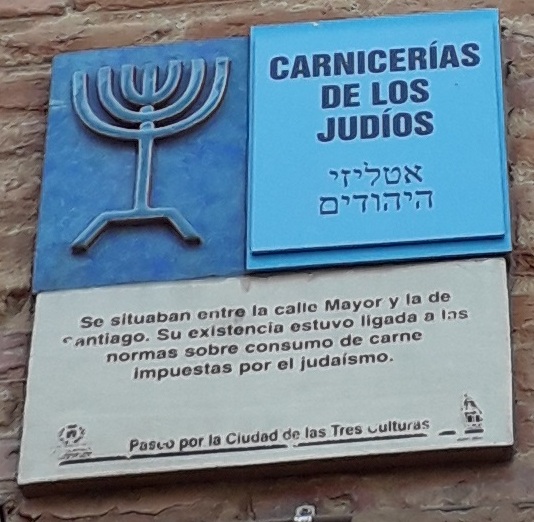 CARNICERÍAS
DE LOS
JUDÍOS
אטליזי
היהודים
Se situaban entre la calle Mayor y la de
Santiago. Su existencia estuvo ligada a las
normas sobre consumo de carne
impuestas por el judaísmo.
Paseo por la Ciudad de las Tres Culturas